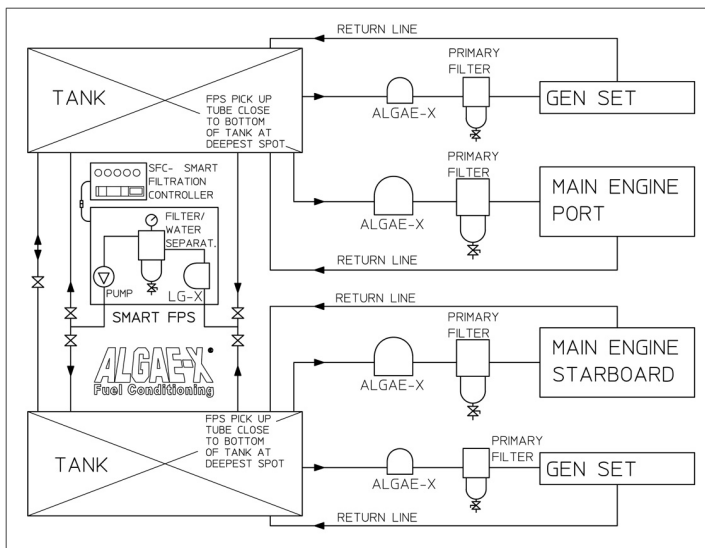 RETURN LINE
PRIMARY
FILTER
TANK
FPS PICK UP
TUBE CLOSE
TO BOTTOM
OF TANK AT
DEEPEST SPOT
ALGAE-X
GEN SET
SFC- SMART
FILTRATION
CONTROLLER
PRIMARY
FILTER
MAIN ENGINE
PORT
ALGAE-X
FILTER/
WATER
SEPARAT.
PUMP
LG-X
RETURN LINE
SMART FPS
RETURN LINE
PRIMARY
FILTER
MAIN ENGINE
STARBOARD
ALGAE-X
ALGAE-X
Fuel Conditioning
FPS PICK UP
TUBE CLOSE
TO BOTTOM
OF TANK AT
DEEPEST SPOT
TANK
PRIMARY
FILTER
GEN SET
ALGAE-X
RETURN LINE